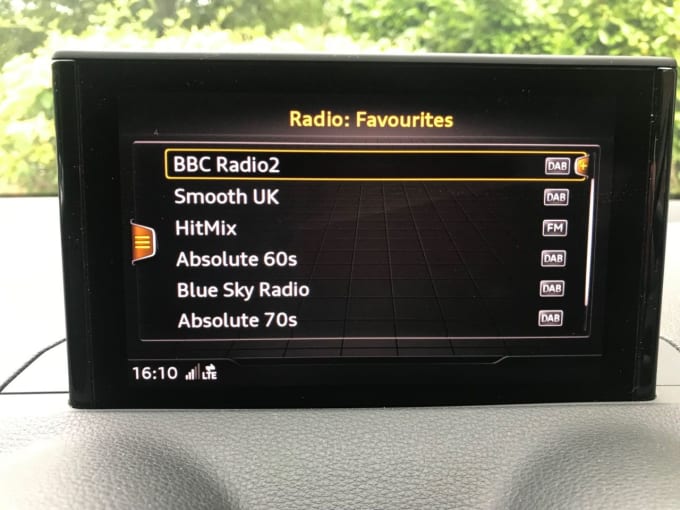 Radio: Favourites
BBC Radio2 DAB
Smooth UK DAB
HitMix FM
Absolute 60s DAB
Blue Sky Radio DAB
Absolute 70s DAB
16:10 LTE